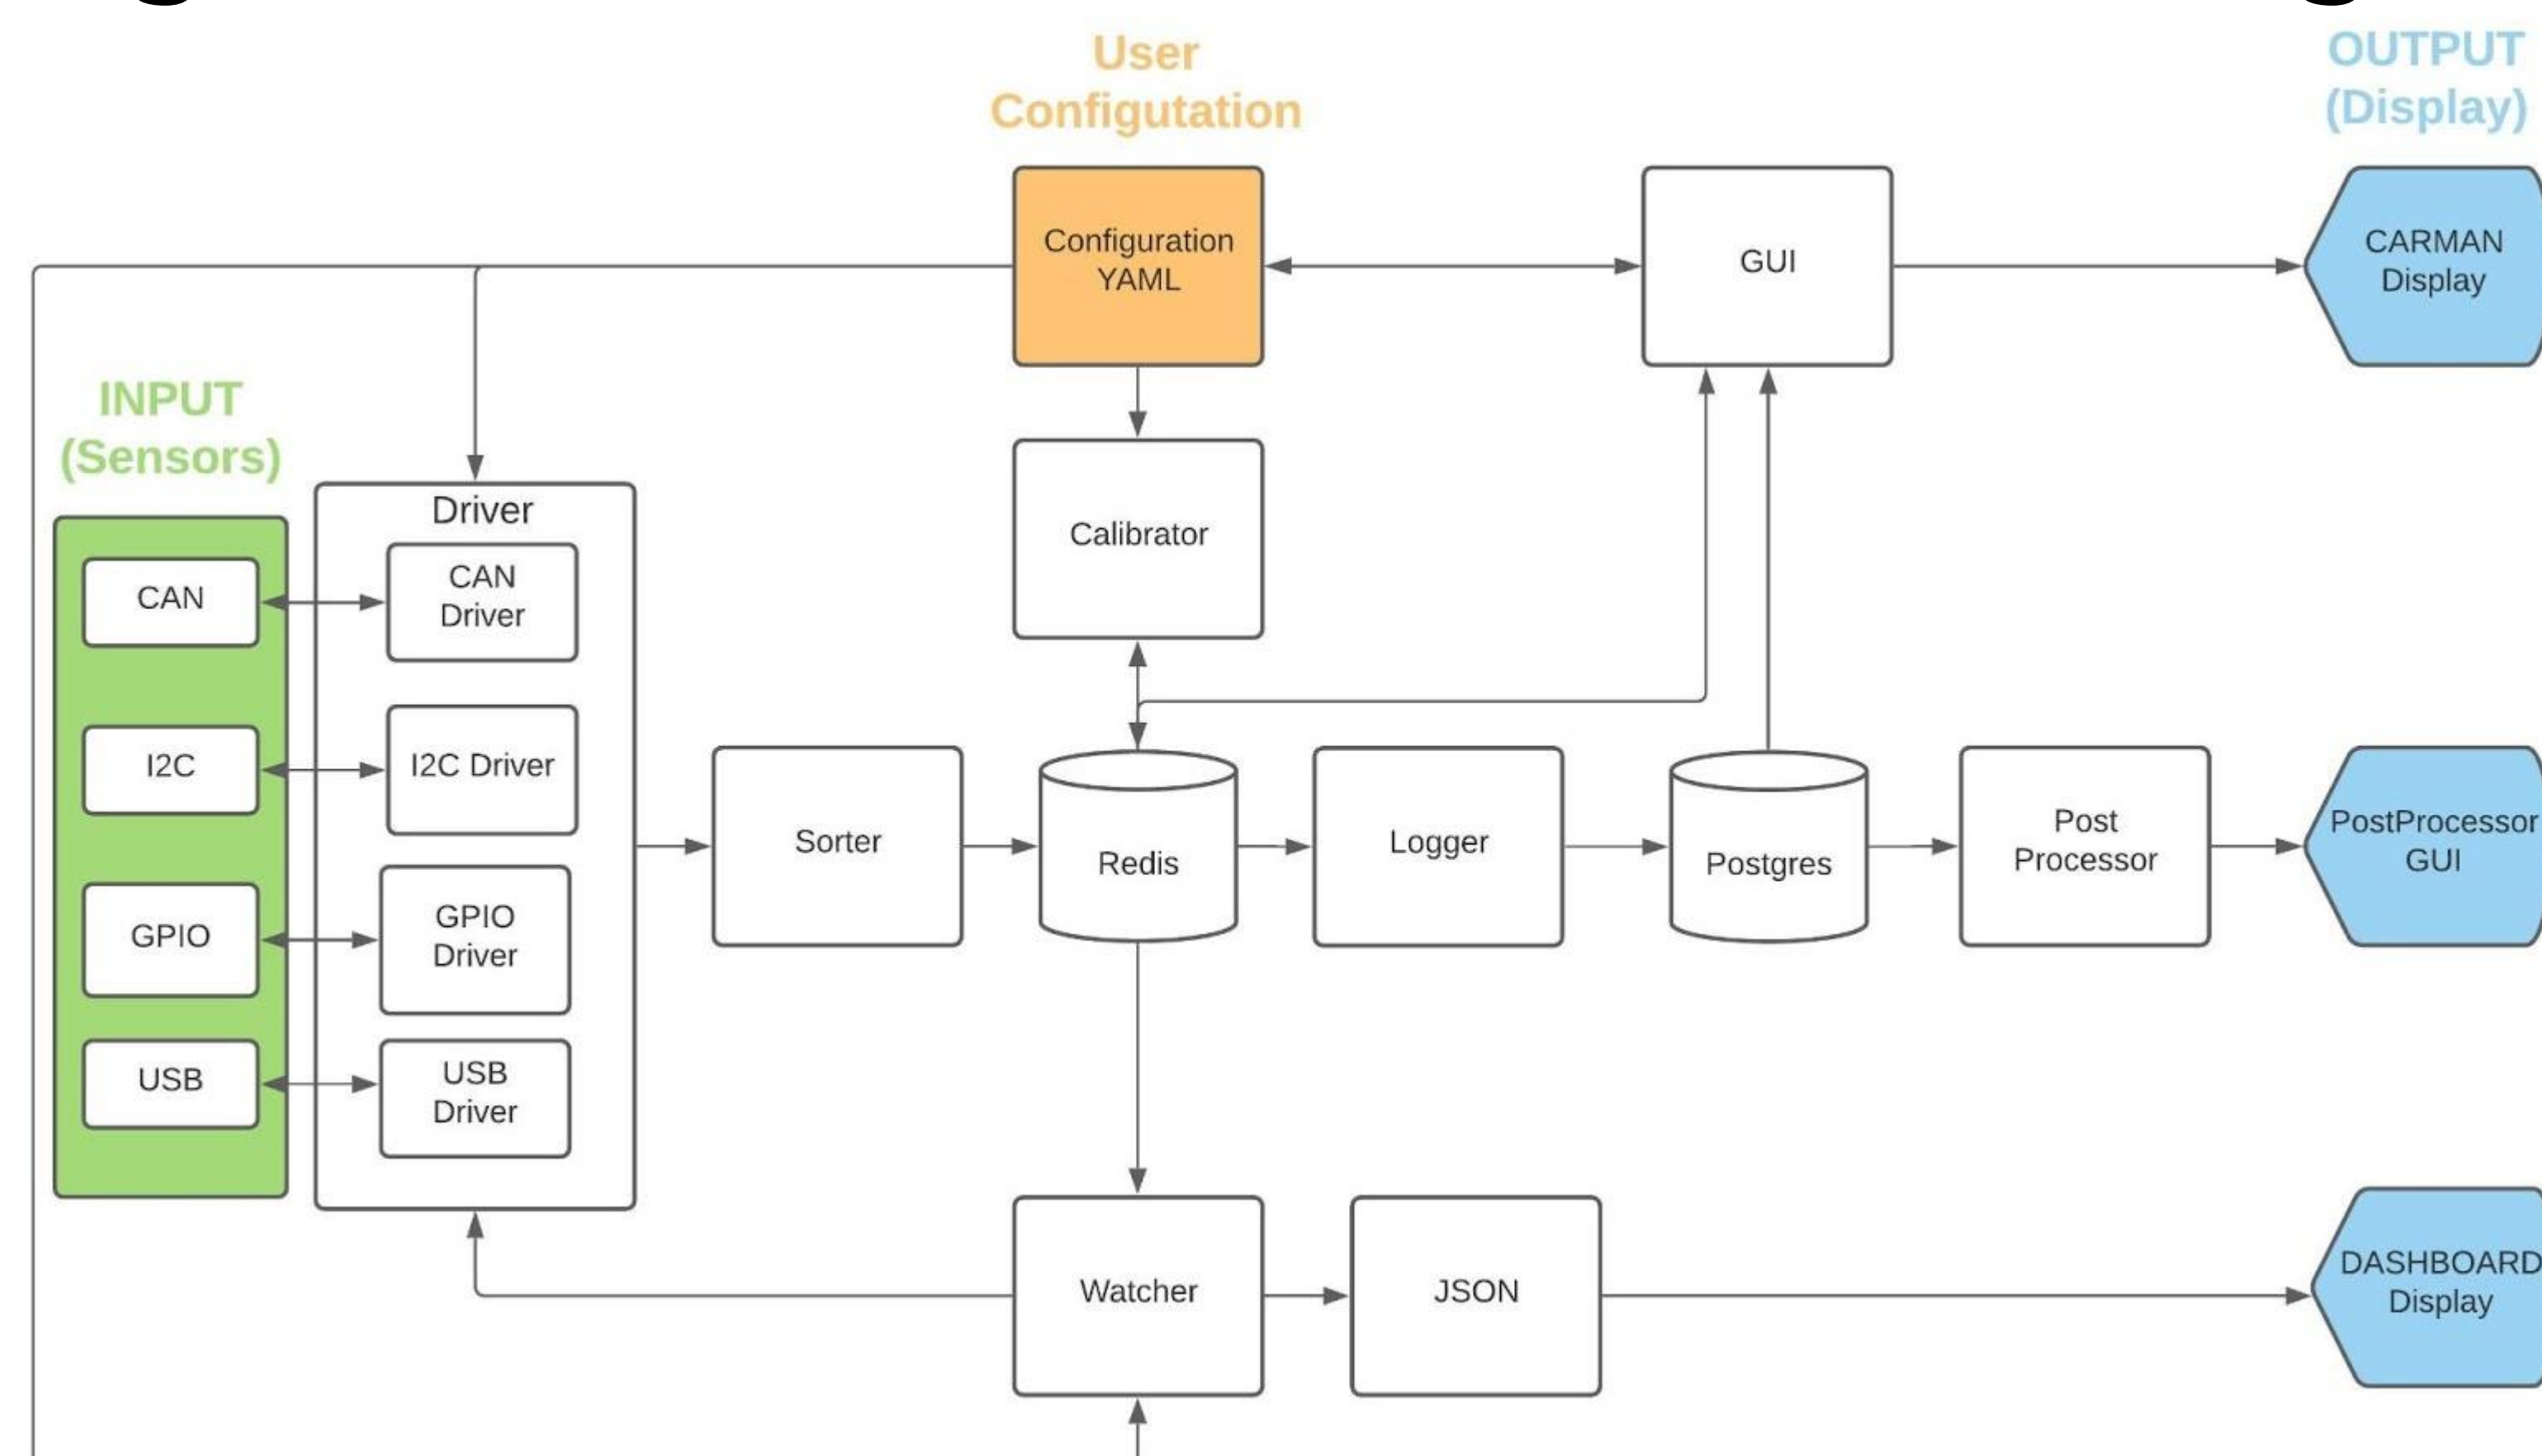 User
Configutation
OUTPUT
(Display)
Configuration
YAML
GUI
CARMAN
Display
INPUT
(Sensors)
Driver
CAN
CAN
Driver
Calibrator
I2C
I2C Driver
Sorter
Redis
Logger
Postgres
Post
Processor
PostProcessor
GUI
GPIO
GPIO
Driver
USB
USB
Driver
Watcher
JSON
DASHBOARD
Display